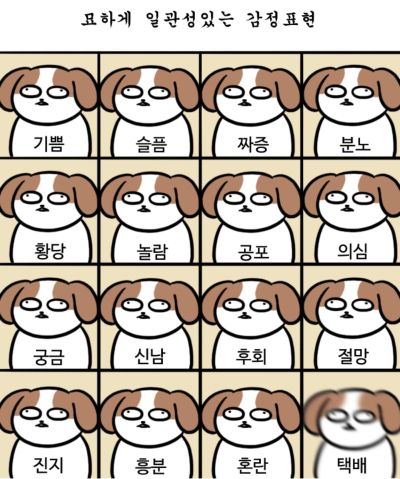 묘하게 일관성있는 감정표현
기쁨 슬픔 짜증 분노
황당 놀람 공포 의심
궁금 신남 후회 절망
진지 흥분 혼란 택배